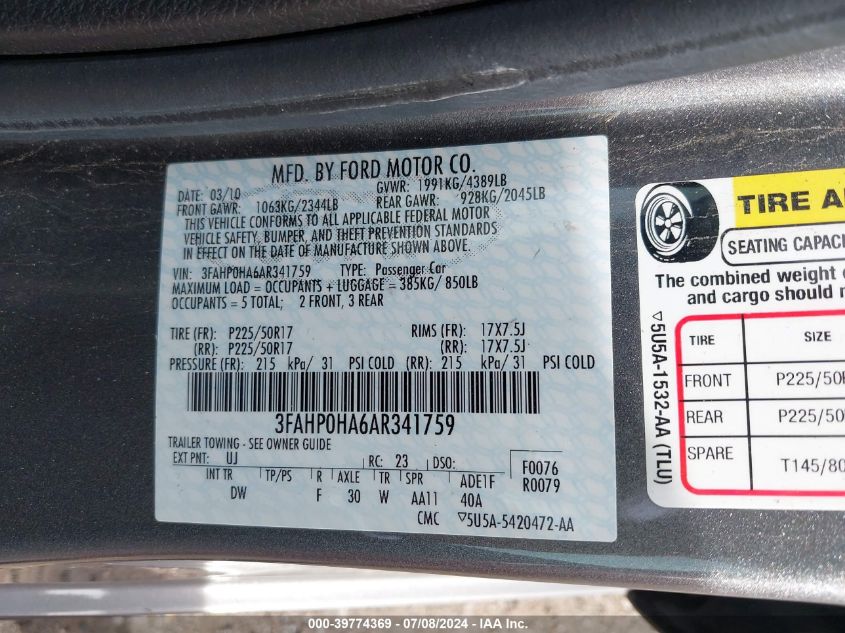 MFD. BY FORD MOTOR CO.
DATE: 03/10 GVWR: 1991KG/4389LB
FRONT GAWR: 1063KG/2344LB REAR GAWR: 928KG/2045LB
THIS VEHICLE CONFORMS TO ALL APPLICABLE FEDERAL MOTOR
VEHICLE SAFETY, BUMPER, AND THEFT PREVENTION STANDARDS
IN EFFECT ON THE DATE OF MANUFACTURE SHOWN ABOVE.
VIN: 3FAHP0HA6AR341759 TYPE: Passenger Car
MAXIMUM LOAD = OCCUPANTS + LUGGAGE = 385KG/ 850LB
OCCUPANTS = 5 TOTAL; 2 FRONT, 3 REAR
TIRE (FR): P225/50R17 RIMS (FR): 17X7.5J
(RR): P225/50R17 (RR): 17X7.5J
PRESSURE (FR): 215 kPa/ 31 PSI COLD (RR): 215 kPa/ 31 PSI COLD
3FAHP0HA6AR341759
TRAILER TOWING - SEE OWNER GUIDE
EXT PNT: UJ RC: 23 DSO: F0076
INT TR TP/PS R AXLE TR SPR ADE1F R0079
DW F 30 W AA11 40A
CMC ▽5U5A-5420472-AA
TIRE
SEATING
The combined weight
and cargo should
▽5U5A-1532-AA (TLU)
TIRE SIZE
FRONT P225/50
REAR P225/50
SPARE T145/80
000-39774369 - 07/08/2024 - IAA Inc.